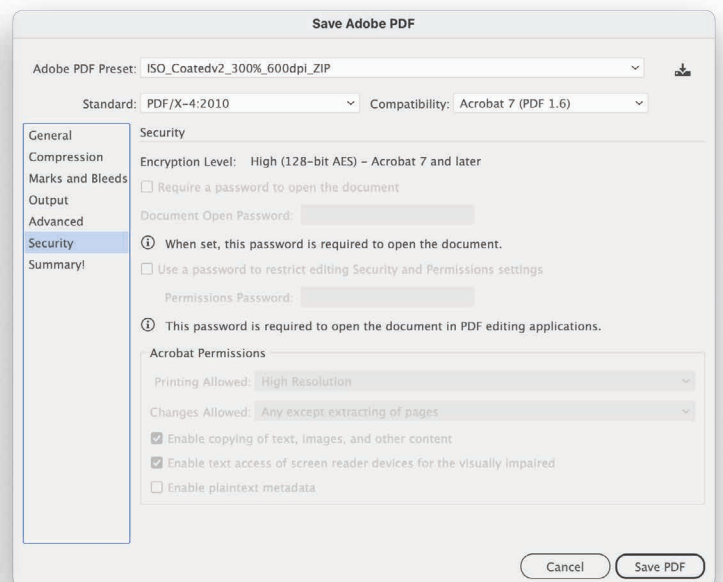 Save Adobe PDF
Adobe PDF Preset: ISO_Coatedv2_300%_600dpi_ZIP
Standard: PDF/X-4:2010 Compatibility: Acrobat 7 (PDF 1.6)
General
Compression
Marks and Bleeds
Output
Advanced
Security
Summary!
Security
Encryption Level: High (128-bit AES) - Acrobat 7 and later
Require a password to open the document
Document Open Password:
When set, this password is required to open the document.
Use a password to restrict editing Security and Permissions settings
Permissions Password:
This password is required to open the document in PDF editing applications.
Acrobat Permissions
Printing Allowed: High Resolution
Changes Allowed: Any except extracting of pages
Enable copying of text, images, and other content
Enable text access of screen reader devices for the visually impaired
Enable plaintext metadata
Cancel Save PDF